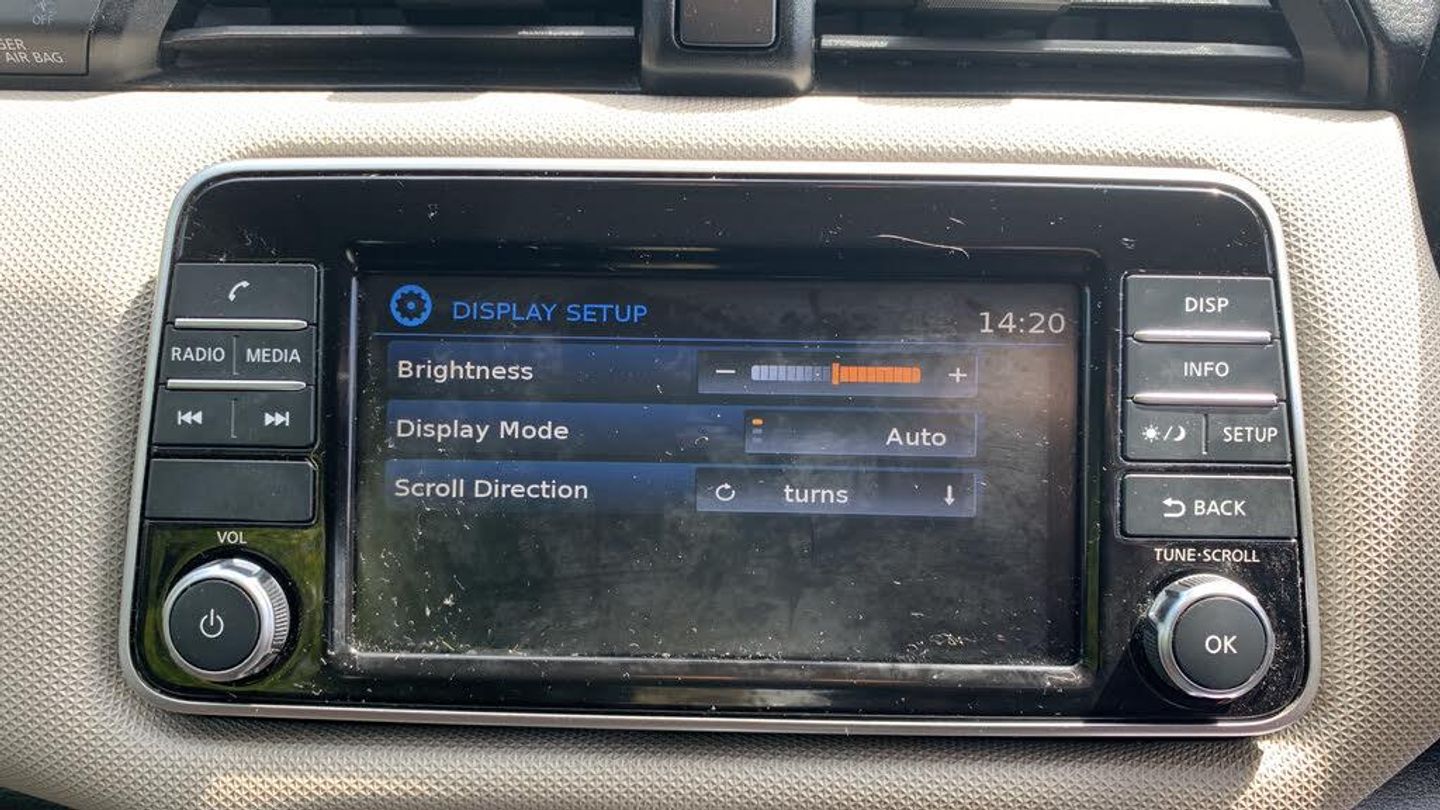 OFF
AIR BAG
DISPLAY SETUP
14:20
Brightness
Display Mode
Auto
Scroll Direction
turns
RADIO
MEDIA
VOL
DISP
INFO
SETUP
BACK
TUNE·SCROLL
OK